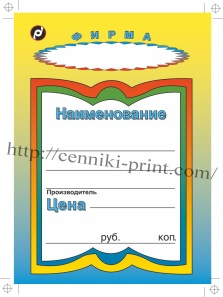 ФИРМА
Наименование
http://cenniki-print.com/
Производитель
Цена
руб. коп.